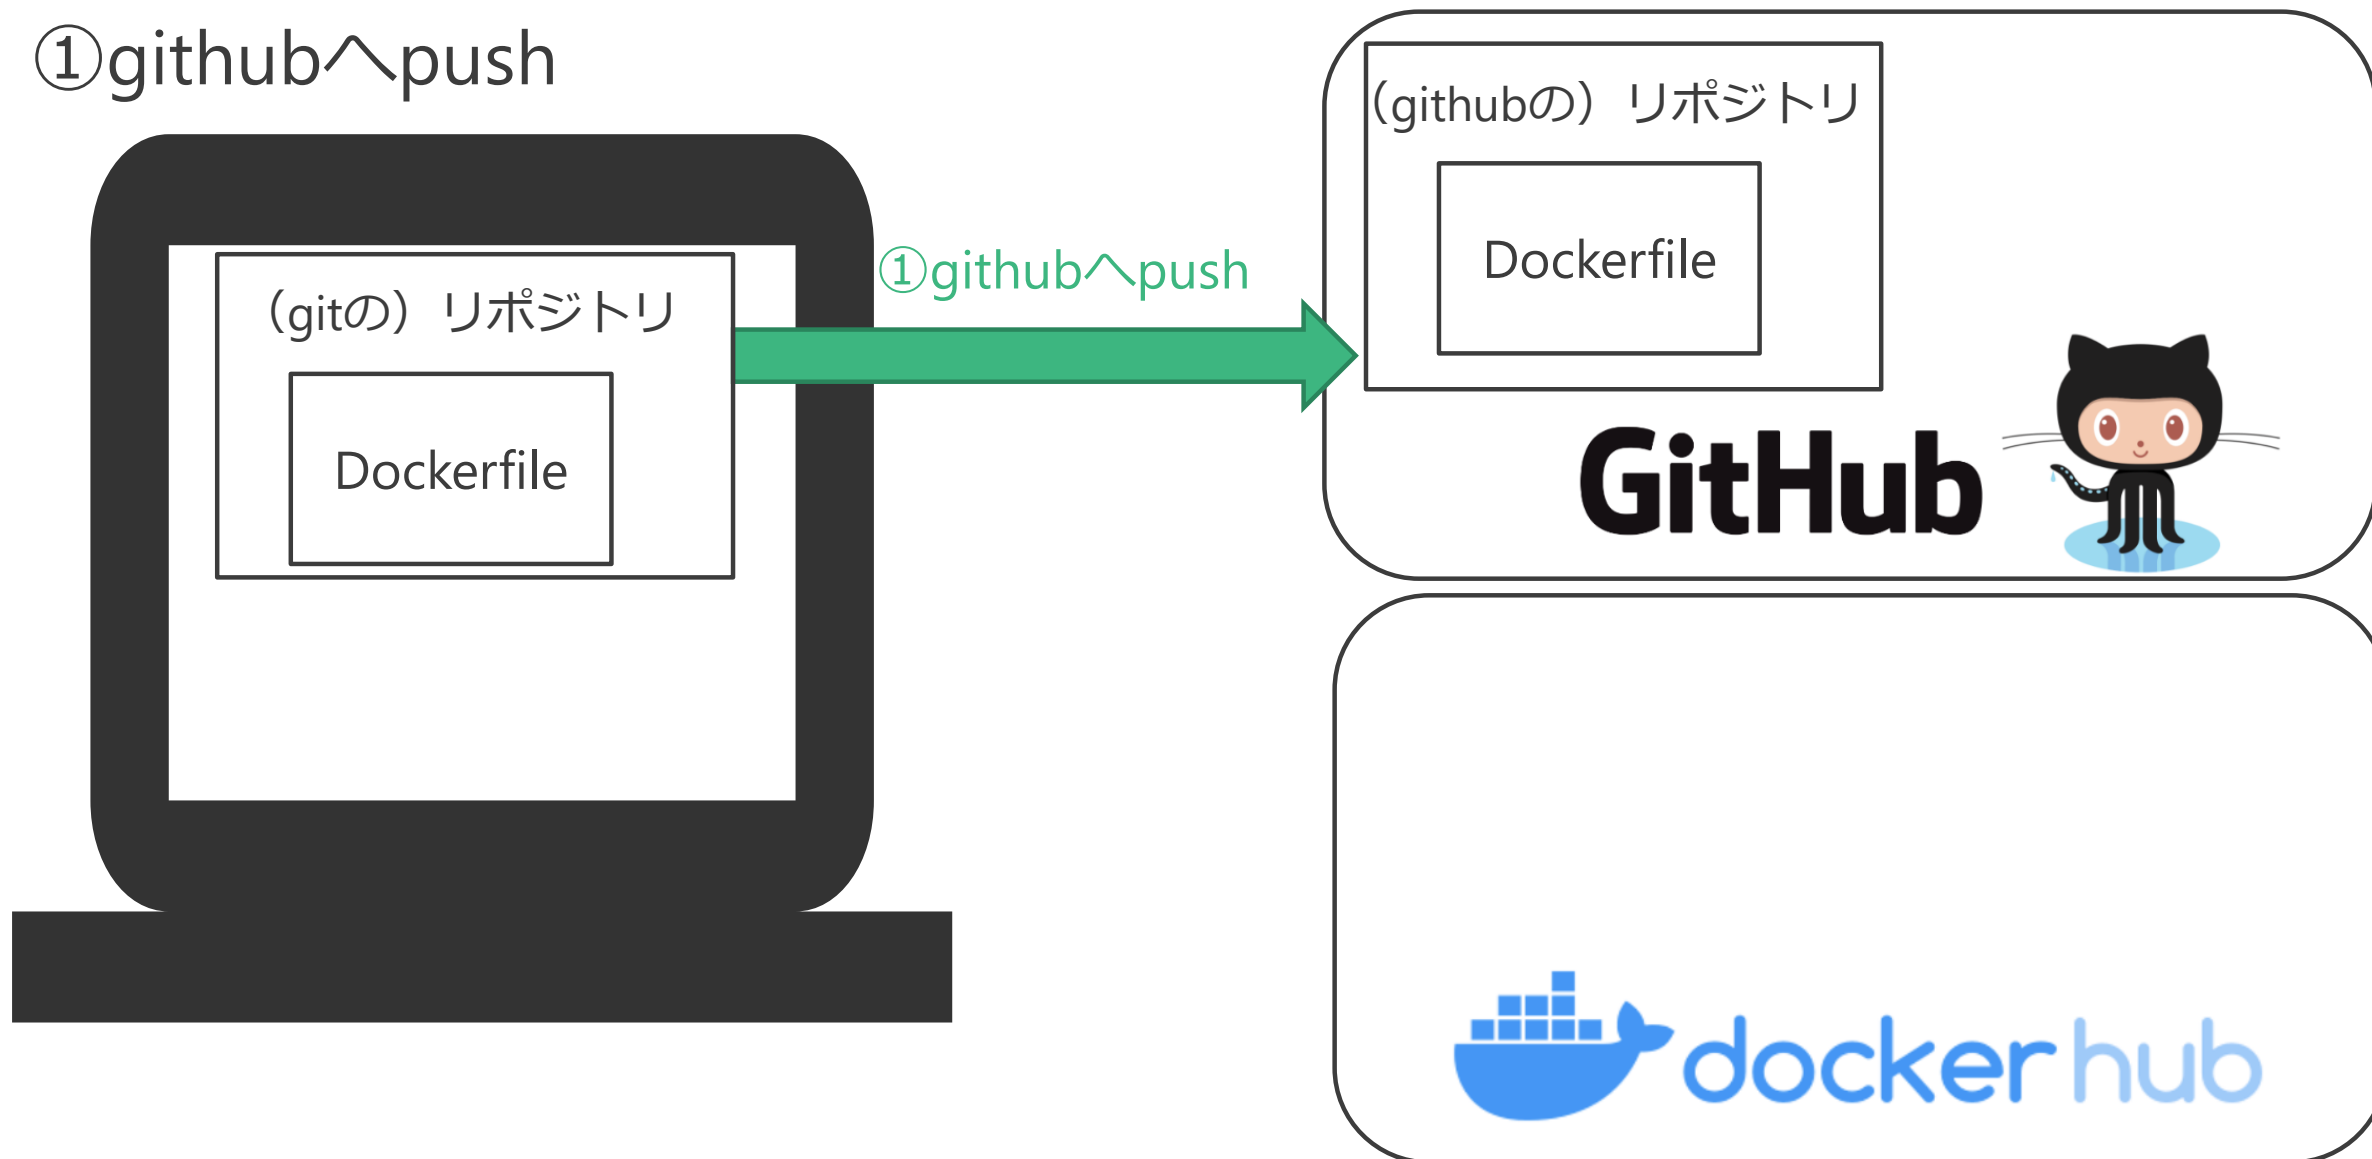 ①githubへpush
（gitの）リポジトリ
Dockerfile
①githubへpush
（githubの）リポジトリ
Dockerfile
GitHub
dockerhub